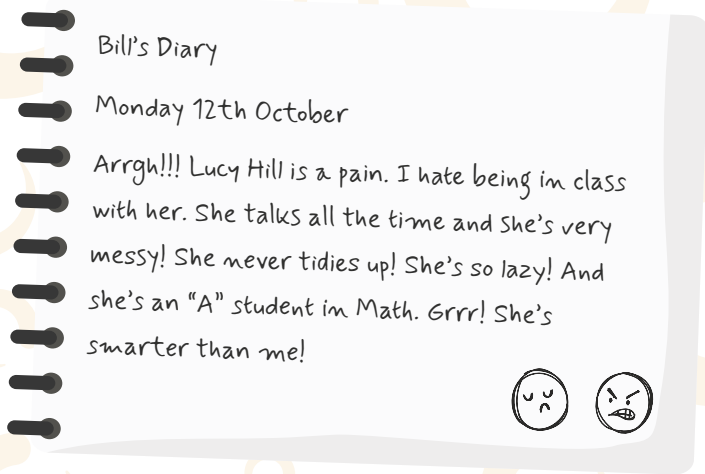 Bill's Diary
Monday 12th October
Arrgh!!! Lucy Hill is a pain. I hate being in class
with her. She talks all the time and she's very
messy! She never tidies up! She's so lazy! And
she's an "A" student in Math. Grrr! She's
smarter than me!